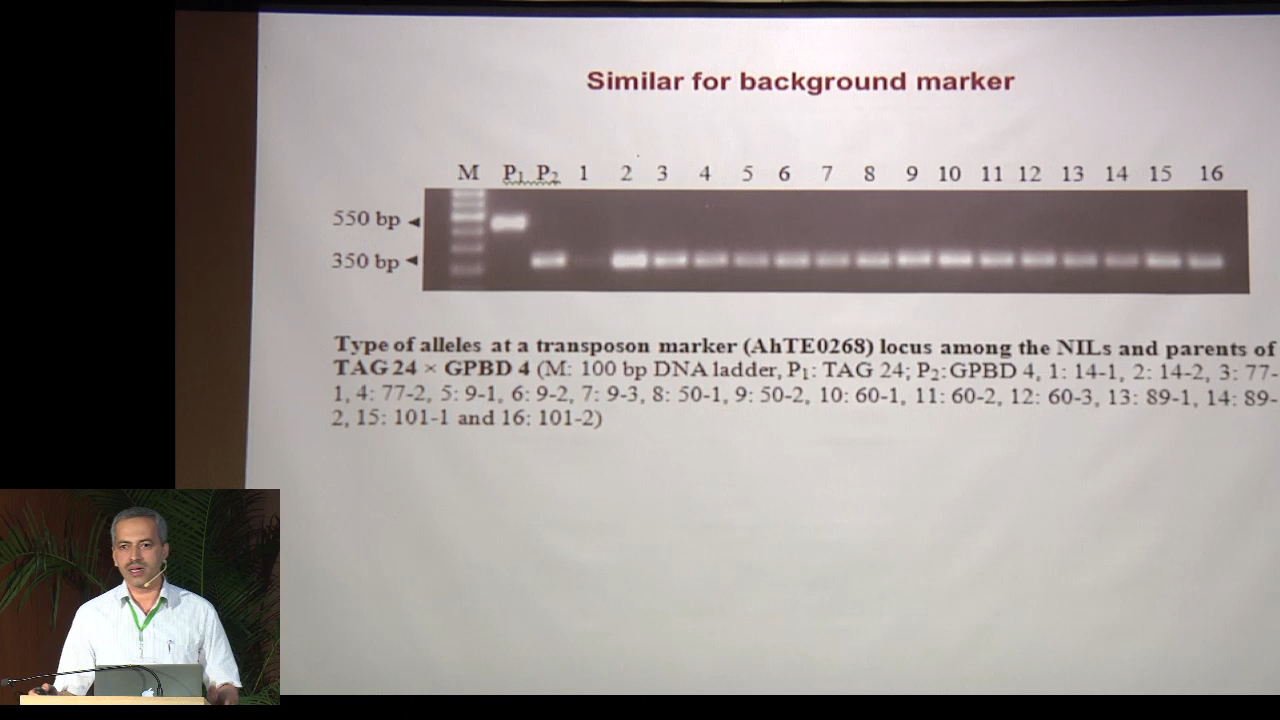 Similar for background marker
M P1 P2 1 2 3 4 5 6 7 8 9 10 11 12 13 14 15 16
550 bp
350 bp
Type of alleles at a transposon marker (AhTE0268) locus among the NILs and parents of
TAG 24 × GPBD 4 (M: 100 bp DNA ladder, P1: TAG 24; P2: GPBD 4, 1: 14-1, 2: 14-2, 3: 77-
1, 4: 77-2, 5: 9-1, 6: 9-2, 7: 9-3, 8: 50-1, 9: 50-2, 10: 60-1, 11: 60-2, 12: 60-3, 13: 89-1, 14: 89-
2, 15: 101-1 and 16: 101-2)